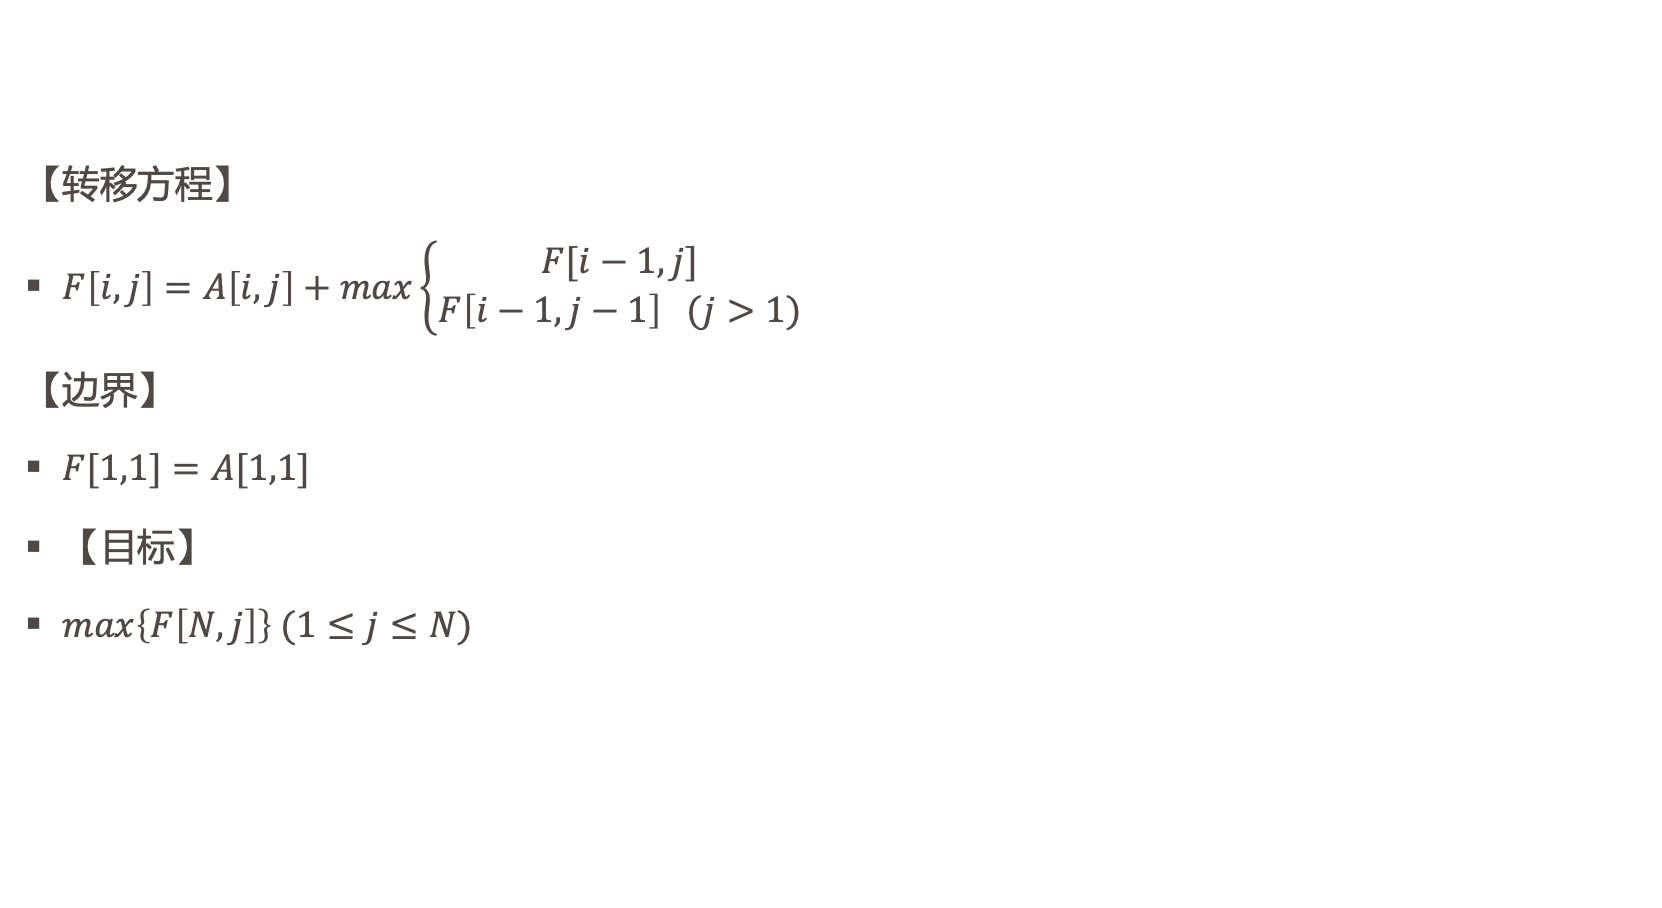 【转移方程】
▪ F[i,j] = A[i,j] + max { F[i − 1,j]
F[i − 1,j − 1] (j > 1)
【边界】
▪ F[1,1] = A[1,1]
▪ 【目标】
▪ max{F[N,j]} (1 ≤ j ≤ N)